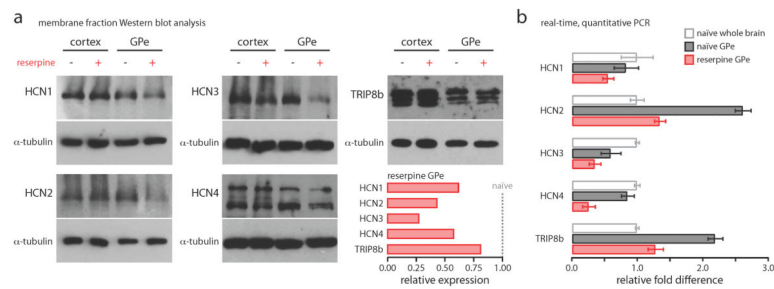 a
membrane fraction Western blot analysis
cortex GPe
reserpine - + - +
HCN1
α-tubulin
HCN2
α-tubulin
cortex GPe
- + - +
HCN3
α-tubulin
HCN4
α-tubulin
cortex GPe
- + - +
TRIP8b
α-tubulin
reserpine GPe
naïve
HCN1
HCN2
HCN3
HCN4
TRIP8b
0.00 0.25 0.50 0.75 1.00
relative expression
b
real-time, quantitative PCR
naïve whole brain
naïve GPe
reserpine GPe
HCN1
HCN2
HCN3
HCN4
TRIP8b
0.0 1.0 2.0 3.0
relative fold difference